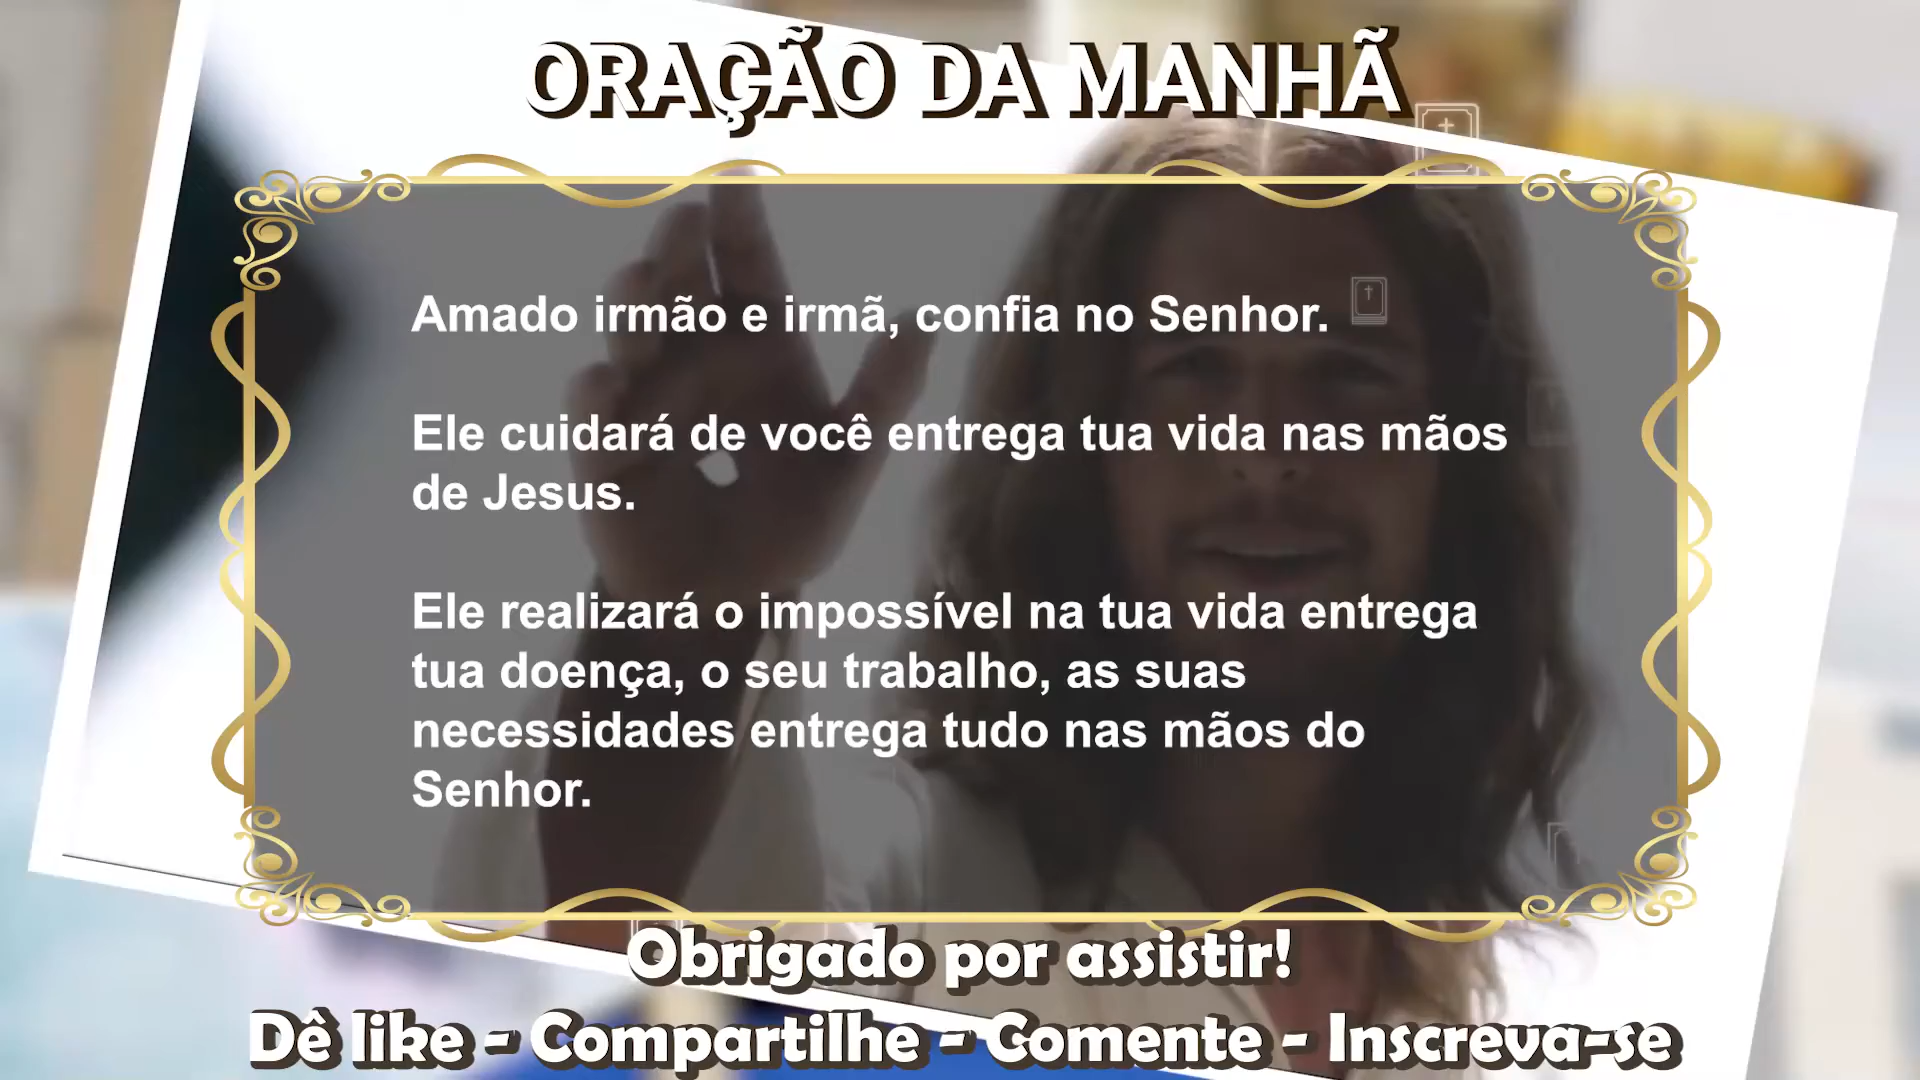 ORAÇÃO DA MANHÃ
Amado irmão e irmã, confia no Senhor.
Ele cuidará de você entrega tua vida nas mãos
de Jesus.
Ele realizará o impossível na tua vida entrega
tua doença, o seu trabalho, as suas
necessidades entrega tudo nas mãos do
Senhor.
Obrigado por assistir!
Dê like - Compartilhe - Comente - Inscreva-se